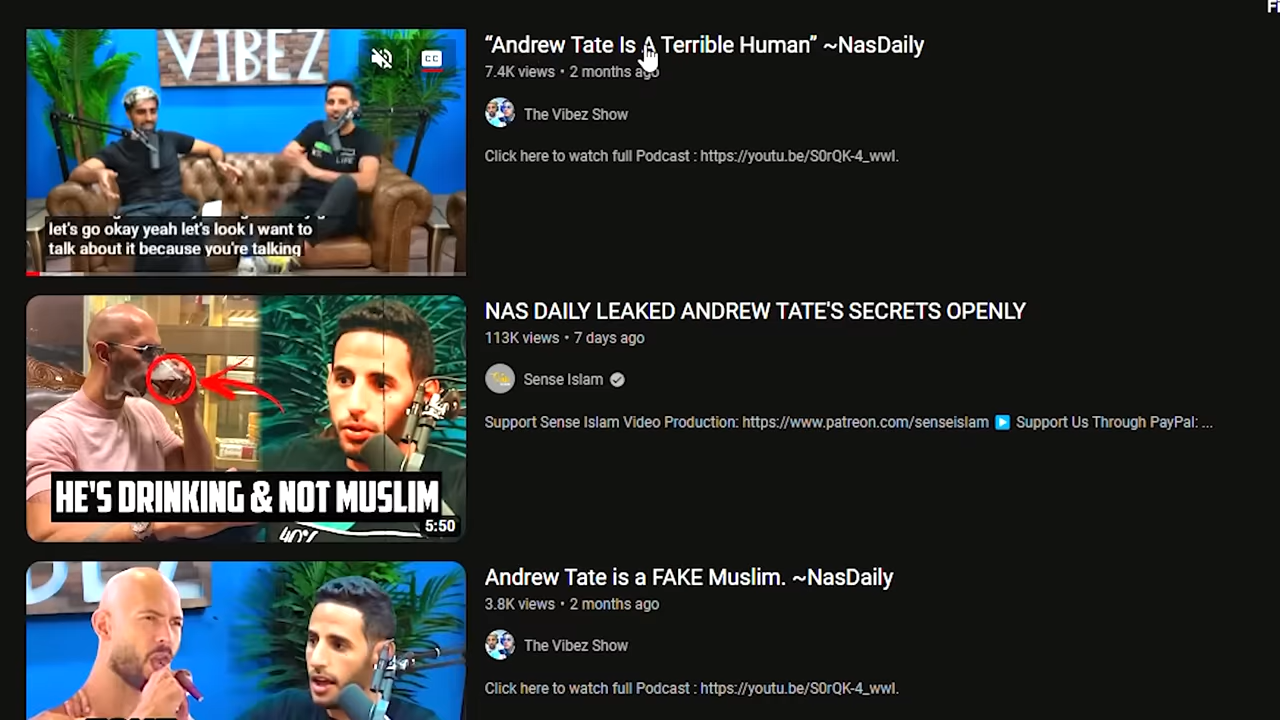 Fi
VIBEZ
CC
LIFE
let's go okay yeah let's look I want to
talk about it because you're talking
“Andrew Tate Is A Terrible Human” ~NasDaily
7.4K views • 2 months ago
The Vibez Show
Click here to watch full Podcast : https://youtu.be/S0rQK-4_wwI.
HE'S DRINKING & NOT MUSLIM
5:50
NAS DAILY LEAKED ANDREW TATE'S SECRETS OPENLY
113K views • 7 days ago
Sense Islam
Support Sense Islam Video Production: https://www.patreon.com/senseislam ▶ Support Us Through PayPal: ...
Andrew Tate is a FAKE Muslim. ~NasDaily
3.8K views • 2 months ago
The Vibez Show
Click here to watch full Podcast : https://youtu.be/S0rQK-4_wwI.